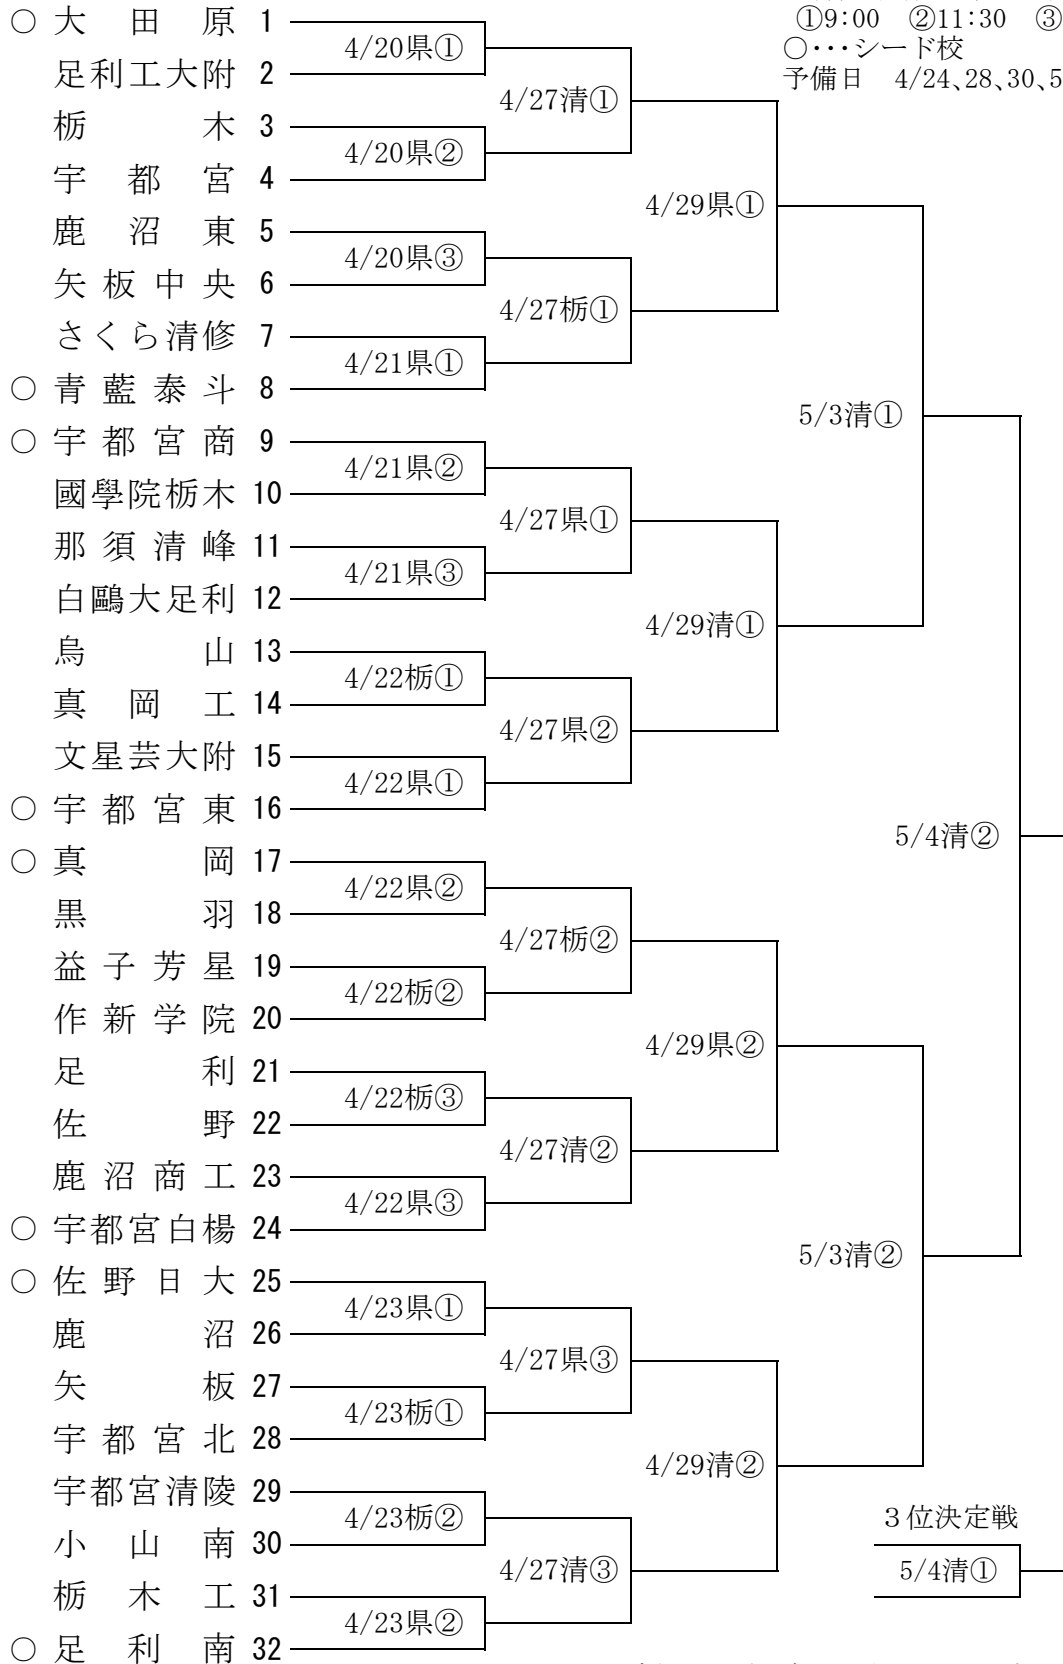 ○ 大田原 1
足利工大附 2
栃木 3
宇都宮 4
鹿沼東 5
矢板中央 6
さくら清修 7
○ 青藍泰斗 8
○ 宇都宮商 9
國學院栃木 10
那須清峰 11
白鷗大足利 12
烏山 13
真岡工 14
文星芸大附 15
○ 宇都宮東 16
○ 真岡 17
黒羽 18
益子芳星 19
作新学院 20
足利 21
佐野 22
鹿沼商工 23
○ 宇都宮白楊 24
○ 佐野日大 25
鹿沼 26
矢板 27
宇都宮北 28
宇都宮清陵 29
小山南 30
栃木工 31
○ 足利南 32
4/20県①
4/20県②
4/20県③
4/21県①
4/21県②
4/21県③
4/22栃①
4/22県①
4/22県②
4/22栃②
4/22栃③
4/22県③
4/23県①
4/23栃①
4/23栃②
4/23県②
4/27清①
4/27栃①
4/27県①
4/27県②
4/27栃②
4/27清②
4/27県③
4/27清③
4/29県①
4/29清①
4/29県②
4/29清②
5/3清①
5/3清②
5/4清②
①9:00 ②11:30 ③
○･･･シード校
予備日 4/24､28､30､5
３位決定戦
5/4清①